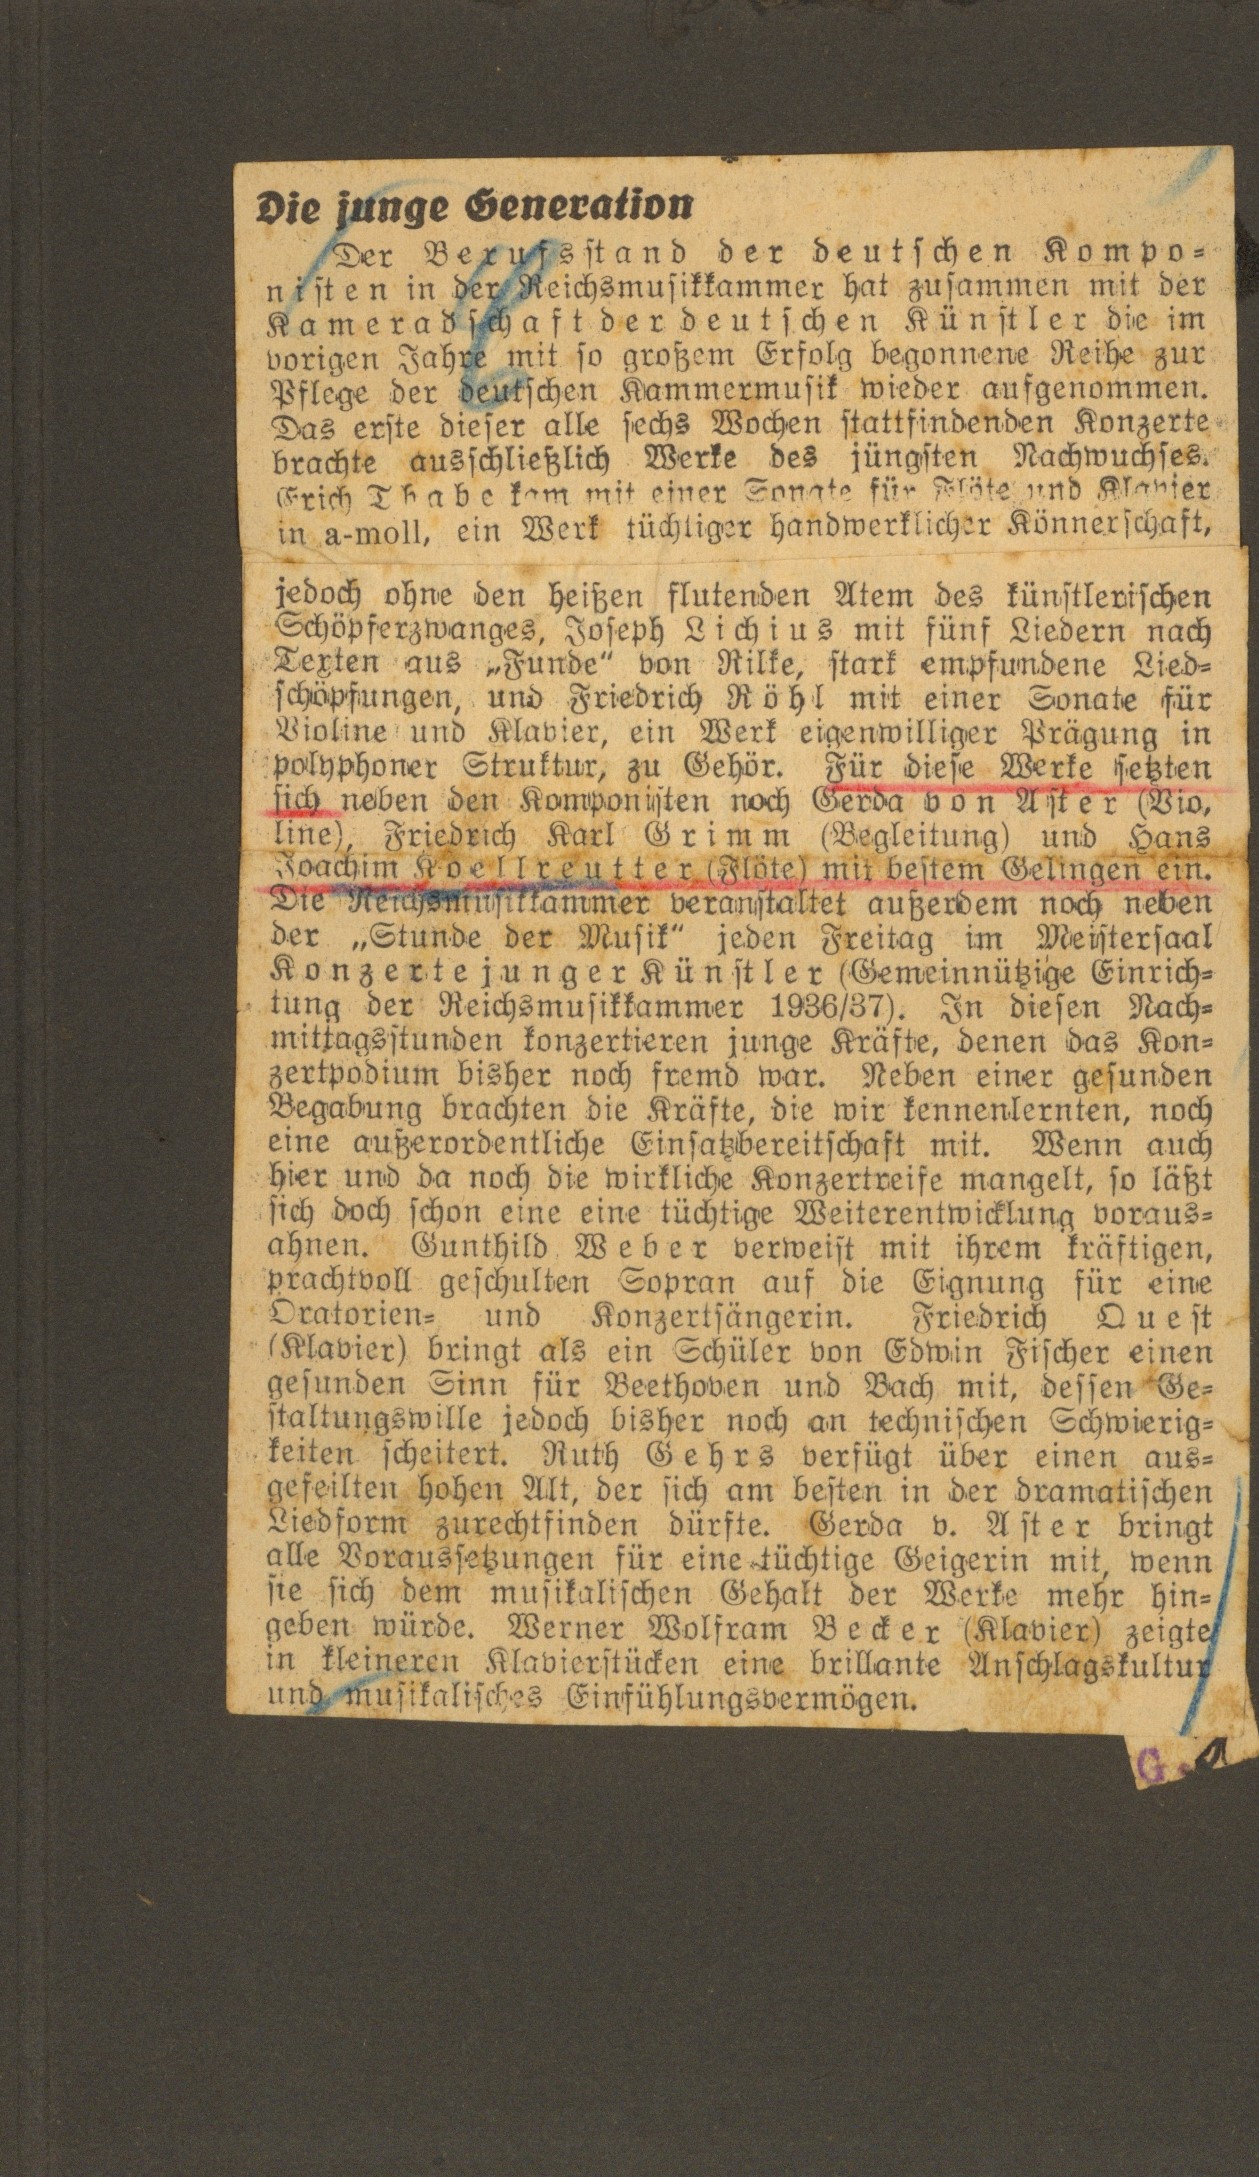 Die junge Generation
Der Berufsstand der deutschen Kompo-
nisten in der Reichsmusikkammer hat zusammen mit der
Kameradschaft der deutschen Künstler die im
vorigen Jahre mit so großem Erfolg begonnene Reihe zur
Pflege der deutschen Kammermusik wieder aufgenommen.
Das erste dieser alle sechs Wochen stattfindenden Konzerte
brachte ausschließlich Werke des jüngsten Nachwuchses.
Erich Thabe kam mit einer Sonate für Flöte und Klavier
in a-moll, ein Werk tüchtiger handwerklicher Könnerschaft,
jedoch ohne den heißen flutenden Atem des künstlerischen
Schöpferzwanges, Joseph Lichius mit fünf Liedern nach
Texten aus „Funde“ von Rilke, stark empfundene Lied-
schöpfungen, und Friedrich Röhl mit einer Sonate für
Violine und Klavier, ein Werk eigenwilliger Prägung in
polyphoner Struktur, zu Gehör. Für diese Werke setzten
sich neben den Komponisten noch Gerda von Aster (Vio,
line), Friedrich Karl Grimm (Begleitung) und Hans
Joachim Koellreutter (Flöte) mit bestem Gelingen ein.
Die Reichsmusikkammer veranstaltet außerdem noch neben
der „Stunde der Musik“ jeden Freitag im Meistersaal
Konzerte junger Künstler (Gemeinnützige Einrich-
tung der Reichsmusikkammer 1936/37). In diesen Nach-
mittagsstunden konzertieren junge Kräfte, denen das Kon-
zertpodium bisher noch fremd war. Neben einer gesunden
Begabung brachten die Kräfte, die wir kennenlernten, noch
eine außerordentliche Einsatzbereitschaft mit. Wenn auch
hier und da noch die wirkliche Konzertreife mangelt, so läßt
sich doch schon eine eine tüchtige Weiterentwicklung voraus-
ahnen. Gunthild Weber verweist mit ihrem kräftigen,
prachtvoll geschulten Sopran auf die Eignung für eine
Oratorien- und Konzertsängerin. Friedrich Quest
(Klavier) bringt als ein Schüler von Edwin Fischer einen
gesunden Sinn für Beethoven und Bach mit, dessen Ge-
staltungswille jedoch bisher noch an technischen Schwierig-
keiten scheitert. Ruth Gehrs verfügt über einen aus-
gefeilten hohen Alt, der sich am besten in der dramatischen
Liedform zurechtfinden dürfte. Gerda v. Aster bringt
alle Voraussetzungen für eine tüchtige Geigerin mit, wenn
sie sich dem musikalischen Gehalt der Werke mehr hin-
geben würde. Werner Wolfram Becker (Klavier) zeigte
in kleineren Klavierstücken eine brillante Anschlagskultur
und musikalisches Einfühlungsvermögen.
G.